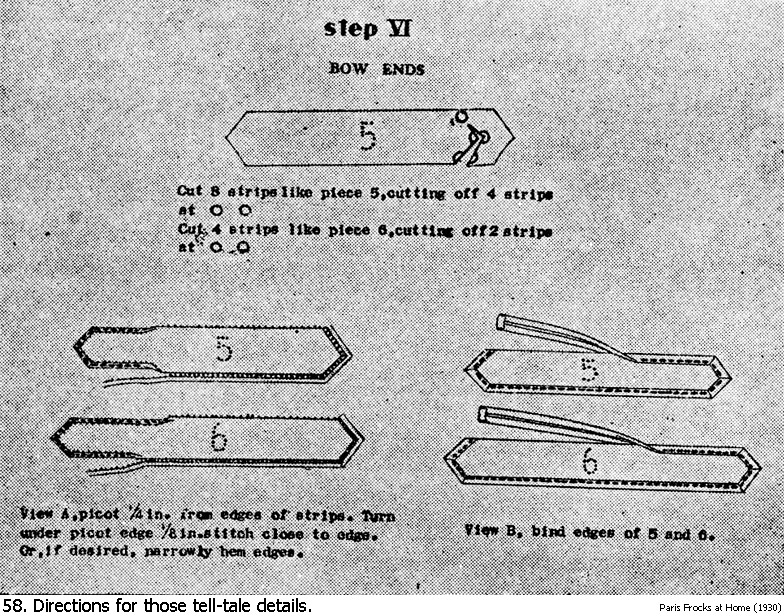 step VI
BOW ENDS
5
Cut 8 strips like piece 5, cutting off 4 strips
at O O
Cut 4 strips like piece 6, cutting off 2 strips
at O O
5
5
6
6
View A, picot ¼ in. from edges of strips. Turn
under picot edge ⅛ in. stitch close to edge.
Or, if desired, narrowly hem edges.
View B, bind edges of 5 and 6.
58. Directions for those tell-tale details.
Paris Frocks at Home (1930)